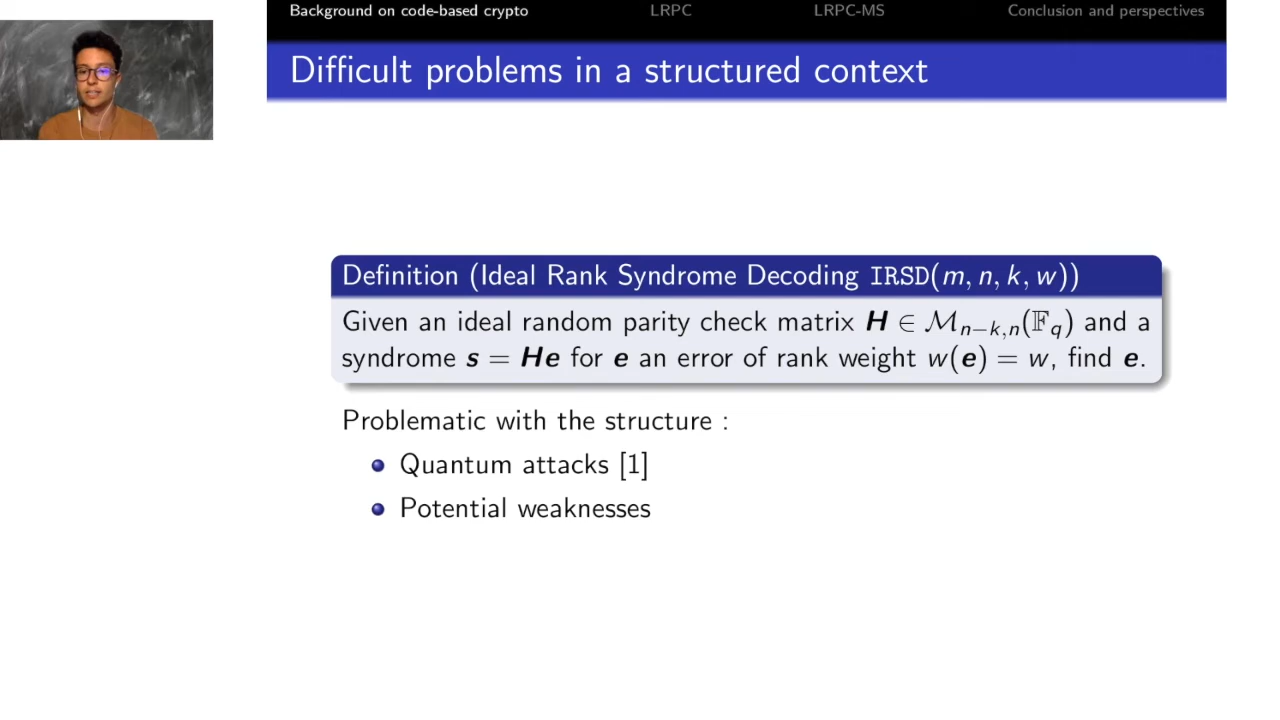 Background on code-based crypto LRPC LRPC-MS Conclusion and perspectives
Difficult problems in a structured context
Definition (Ideal Rank Syndrome Decoding IRSD(m, n, k, w))
Given an ideal random parity check matrix H ∈ ℳₙ₋ₖ,ₙ(𝔽_q) and a
syndrome s = He for e an error of rank weight w(e) = w, find e.
Problematic with the structure :
Quantum attacks [1]
Potential weaknesses